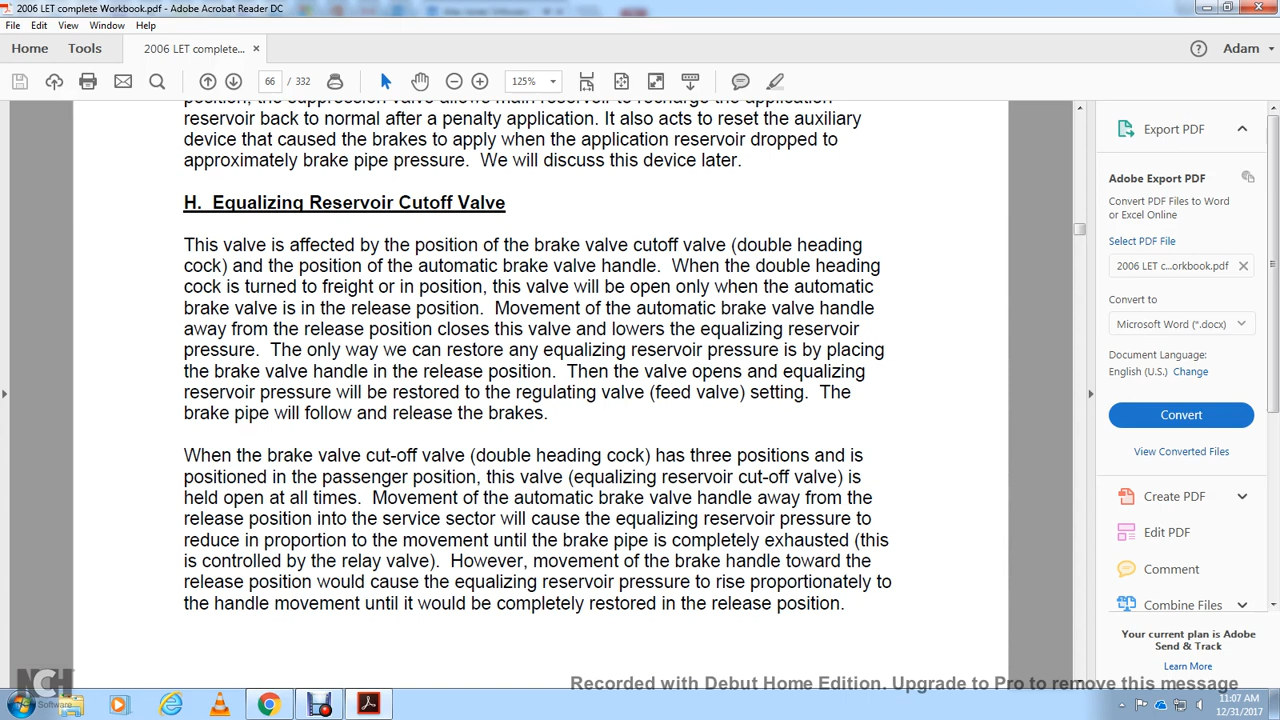 2006 LET complete Workbook.pdf - Adobe Acrobat Reader DC
File Edit View Window Help
Home Tools 2006 LET complete... × Adam
66 / 332 125%
position, the suppression valve allows main reservoir to recharge the application
reservoir back to normal after a penalty application. It also acts to reset the auxiliary
device that caused the brakes to apply when the application reservoir dropped to
approximately brake pipe pressure. We will discuss this device later.
H. Equalizing Reservoir Cutoff Valve
This valve is affected by the position of the brake valve cutoff valve (double heading
cock) and the position of the automatic brake valve handle. When the double heading
cock is turned to freight or in position, this valve will be open only when the automatic
brake valve is in the release position. Movement of the automatic brake valve handle
away from the release position closes this valve and lowers the equalizing reservoir
pressure. The only way we can restore any equalizing reservoir pressure is by placing
the brake valve handle in the release position. Then the valve opens and equalizing
reservoir pressure will be restored to the regulating valve (feed valve) setting. The
brake pipe will follow and release the brakes.
When the brake valve cut-off valve (double heading cock) has three positions and is
positioned in the passenger position, this valve (equalizing reservoir cut-off valve) is
held open at all times. Movement of the automatic brake valve handle away from the
release position into the service sector will cause the equalizing reservoir pressure to
reduce in proportion to the movement until the brake pipe is completely exhausted (this
is controlled by the relay valve). However, movement of the brake handle toward the
release position would cause the equalizing reservoir pressure to rise proportionately to
the handle movement until it would be completely restored in the release position.
Export PDF
Adobe Export PDF
Convert PDF Files to Word
or Excel Online
Select PDF File
2006 LET c...orkbook.pdf
Convert to
Microsoft Word (*.docx)
Document Language:
English (U.S.) Change
Convert
View Converted Files
Create PDF
Edit PDF
Comment
Combine Files
Your current plan is Adobe
Send & Track
Learn More
NCH
Software
Recorded with Debut Home Edition. Upgrade to Pro to remove this message
11:07 AM
12/31/2017